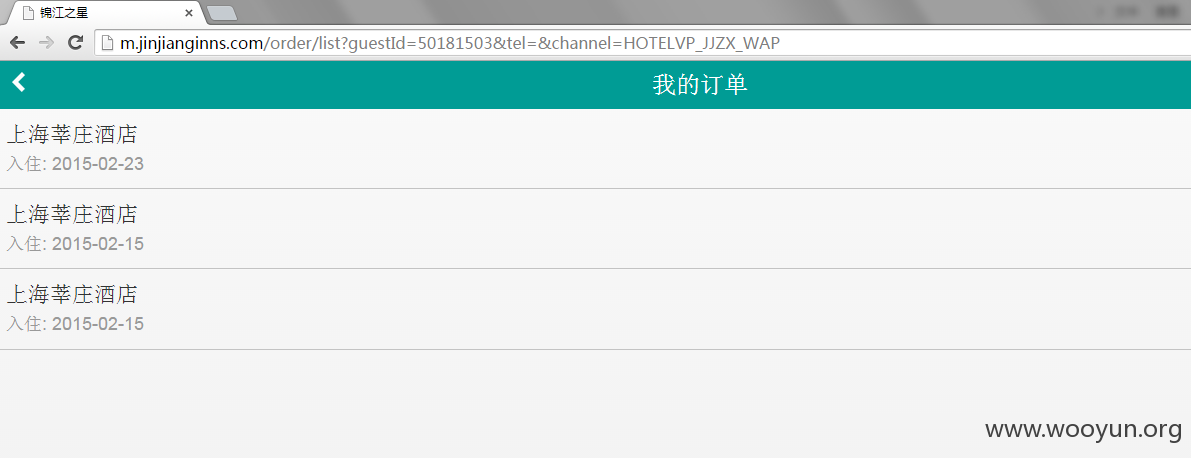 锦江之星
m.jinjianginns.com/order/list?guestId=50181503&tel=&channel=HOTELVP_JJZX_WAP
我的订单
上海莘庄酒店
入住: 2015-02-23
上海莘庄酒店
入住: 2015-02-15
上海莘庄酒店
入住: 2015-02-15
www.wooyun.org